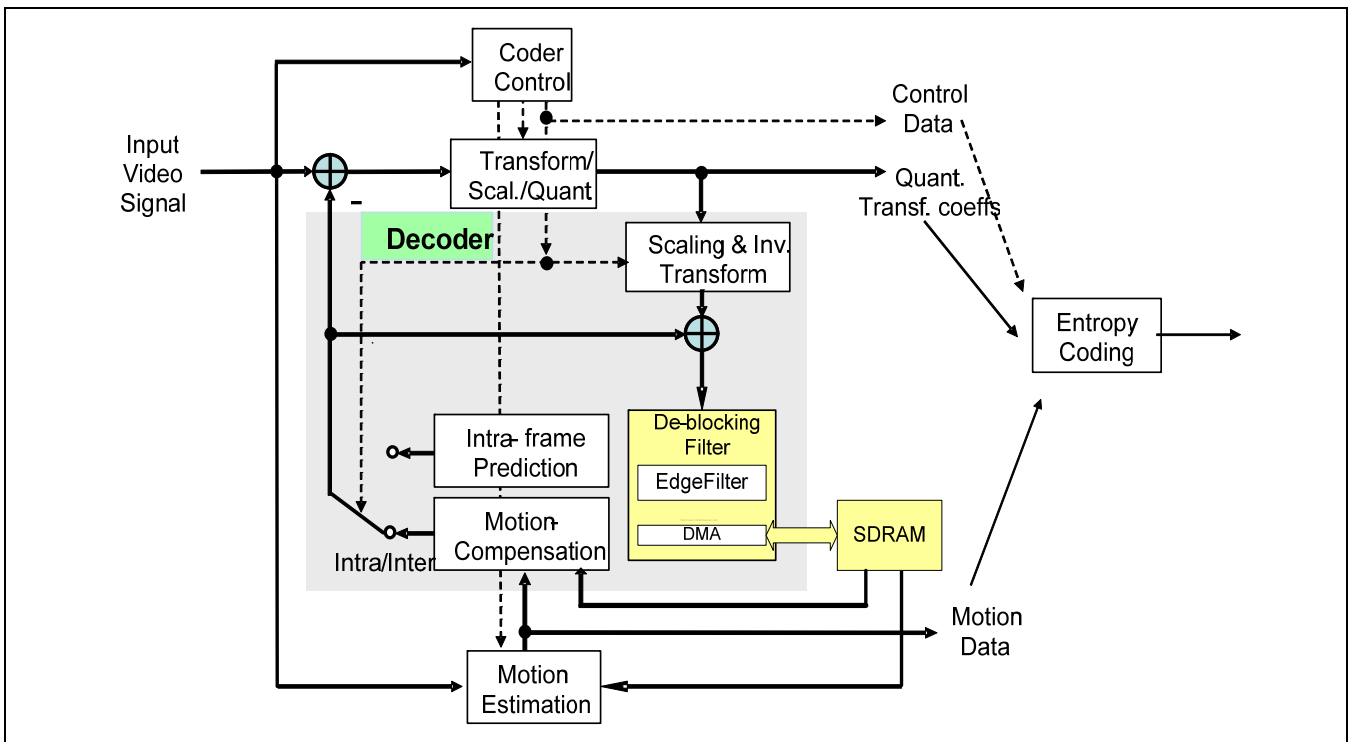 Coder
Control
Control
Data
Input
Video
Signal
Transform/
Scal./Quant.
Quant.
Transf. coeffs
-
Decoder
Scaling & Inv.
Transform
Entropy
Coding
De-blocking
Filter
Intra- frame
Prediction
EdgeFilter
Motion-
Compensation
DMA
SDRAM
Intra/Inter
Motion
Data
Motion
Estimation